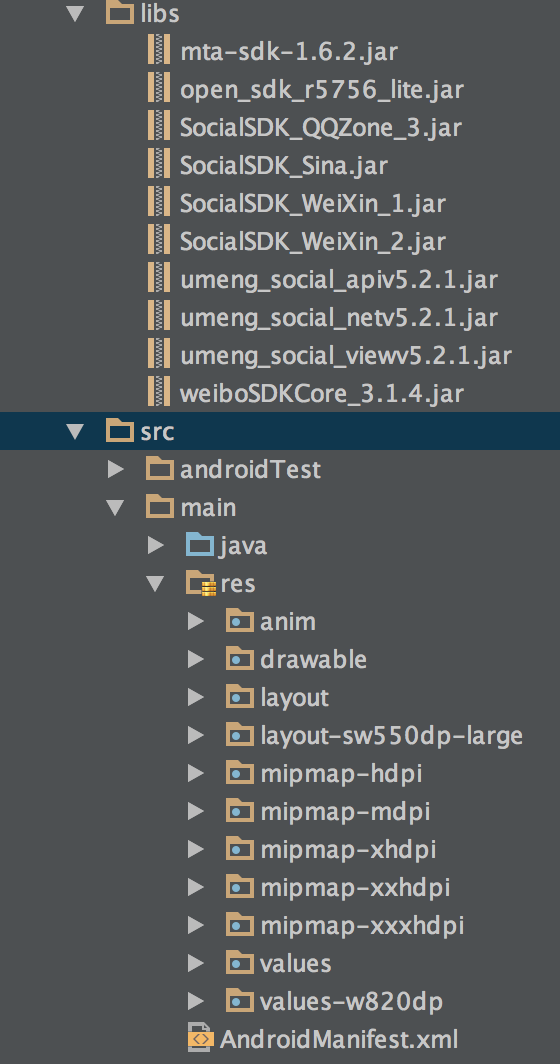 libs
mta-sdk-1.6.2.jar
open_sdk_r5756_lite.jar
SocialSDK_QQZone_3.jar
SocialSDK_Sina.jar
SocialSDK_WeiXin_1.jar
SocialSDK_WeiXin_2.jar
umeng_social_apiv5.2.1.jar
umeng_social_netv5.2.1.jar
umeng_social_viewv5.2.1.jar
weiboSDKCore_3.1.4.jar
src
androidTest
main
java
res
anim
drawable
layout
layout-sw550dp-large
mipmap-hdpi
mipmap-mdpi
mipmap-xhdpi
mipmap-xxhdpi
mipmap-xxxhdpi
values
values-w820dp
AndroidManifest.xml